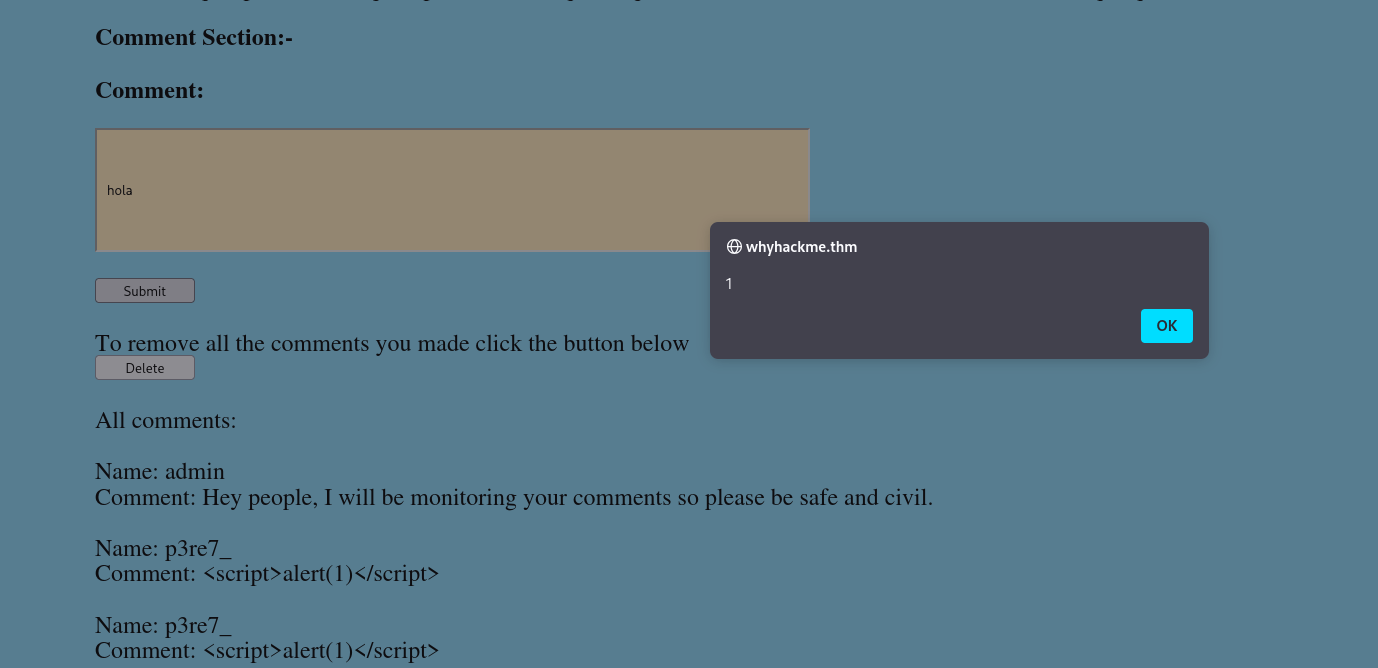 Comment Section:-
Comment:
hola
whyhackme.thm
1
OK
Submit
To remove all the comments you made click the button below
Delete
All comments:
Name: admin
Comment: Hey people, I will be monitoring your comments so please be safe and civil.
Name: p3re7_
Comment: <script>alert(1)</script>
Name: p3re7_
Comment: <script>alert(1)</script>